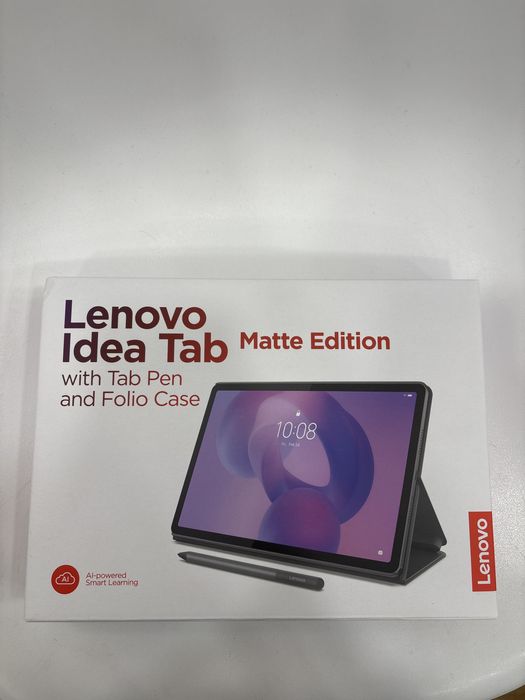 Lenovo
Idea Tab
Matte Edition
with Tab Pen
and Folio Case
10:08
AI
AI-powered
Smart Learning
Lenovo
Lenovo